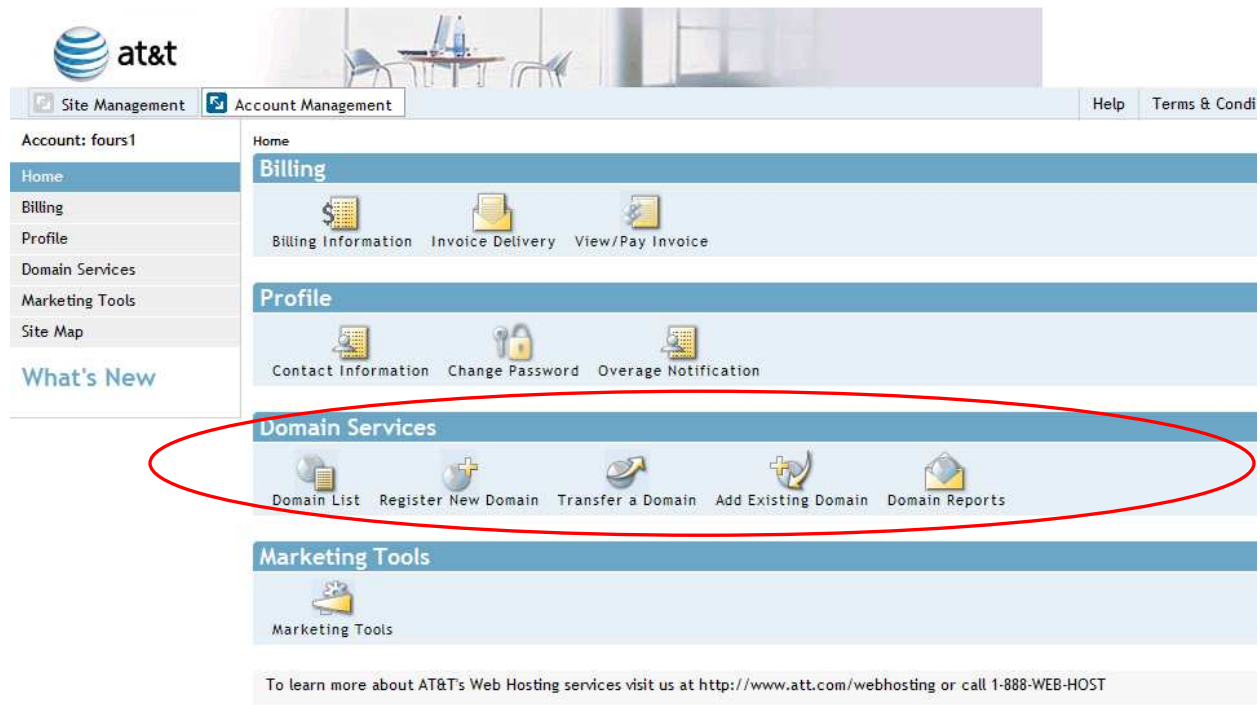 at&t
Site Management Account Management Help Terms & Condi
Account: fours1
Home
Billing
Profile
Domain Services
Marketing Tools
Site Map
What's New
Home
Billing
Billing Information Invoice Delivery View/Pay Invoice
Profile
Contact Information Change Password Overage Notification
Domain Services
Domain List Register New Domain Transfer a Domain Add Existing Domain Domain Reports
Marketing Tools
Marketing Tools
To learn more about AT&T's Web Hosting services visit us at http://www.att.com/webhosting or call 1-888-WEB-HOST